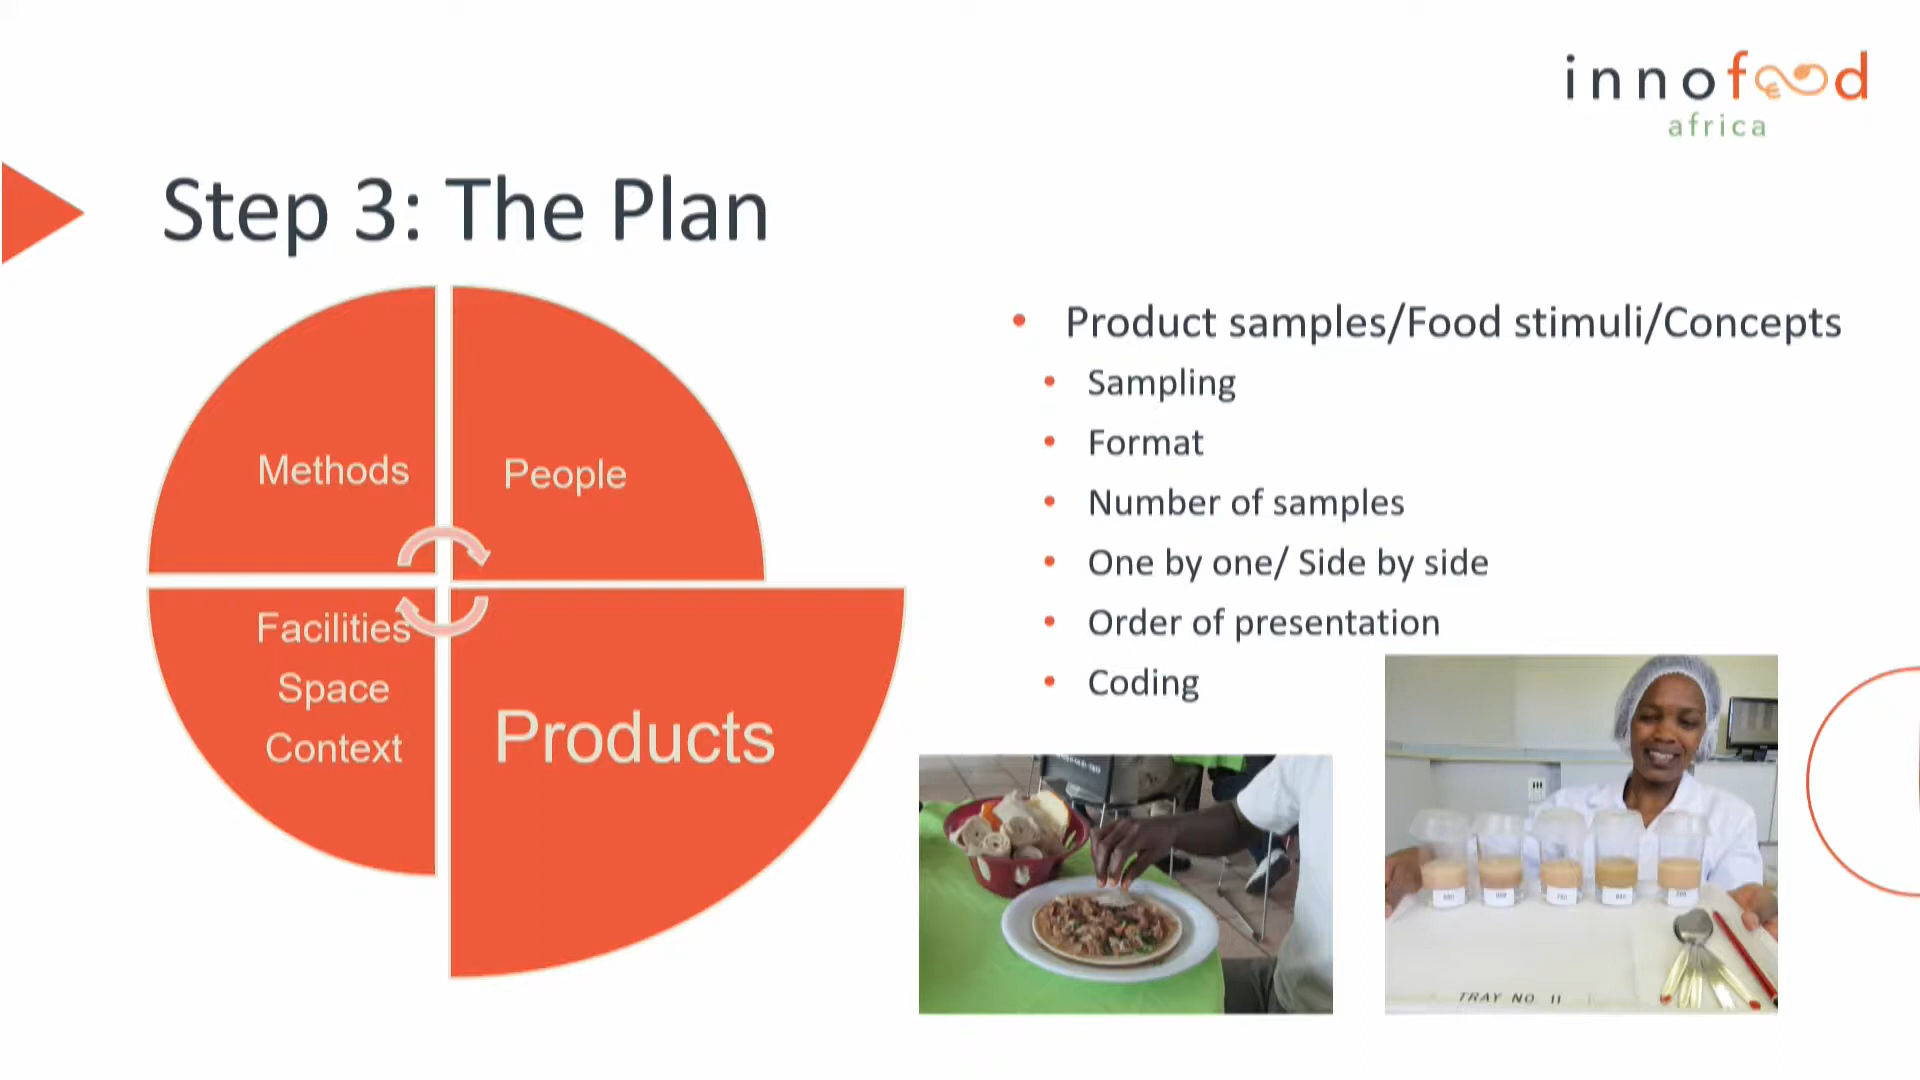 innofood
africa
Step 3: The Plan
Methods
People
Facilities
Space
Context
Products
Product samples/Food stimuli/Concepts
Sampling
Format
Number of samples
One by one/ Side by side
Order of presentation
Coding
TRAY NO 11